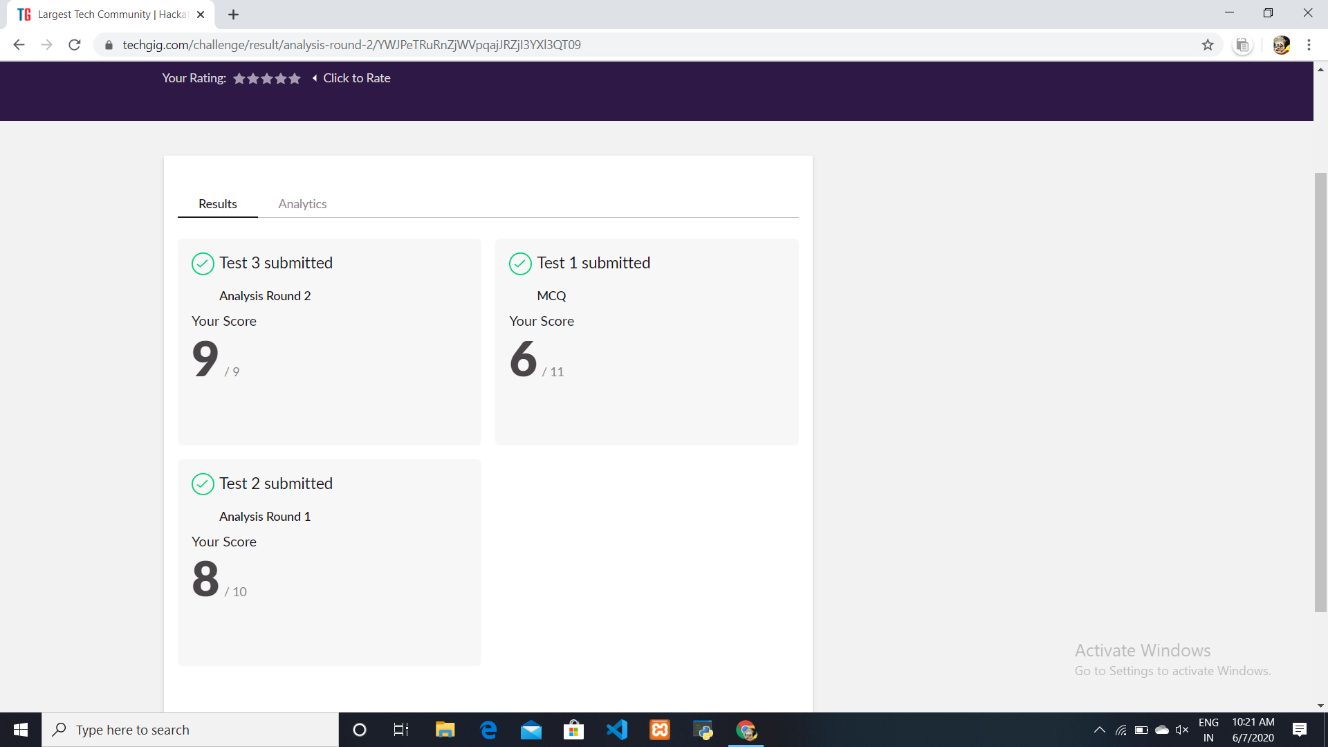 TG Largest Tech Community | Hacka
techgig.com/challenge/result/analysis-round-2/YWJPeTRuRnZjWVpqajJRZjI3YXl3QT09
Your Rating: Click to Rate
Results Analytics
Test 3 submitted
Analysis Round 2
Your Score
9 / 9
Test 1 submitted
MCQ
Your Score
6 / 11
Test 2 submitted
Analysis Round 1
Your Score
8 / 10
Activate Windows
Go to Settings to activate Windows.
Type here to search
ENG
IN
10:21 AM
6/7/2020